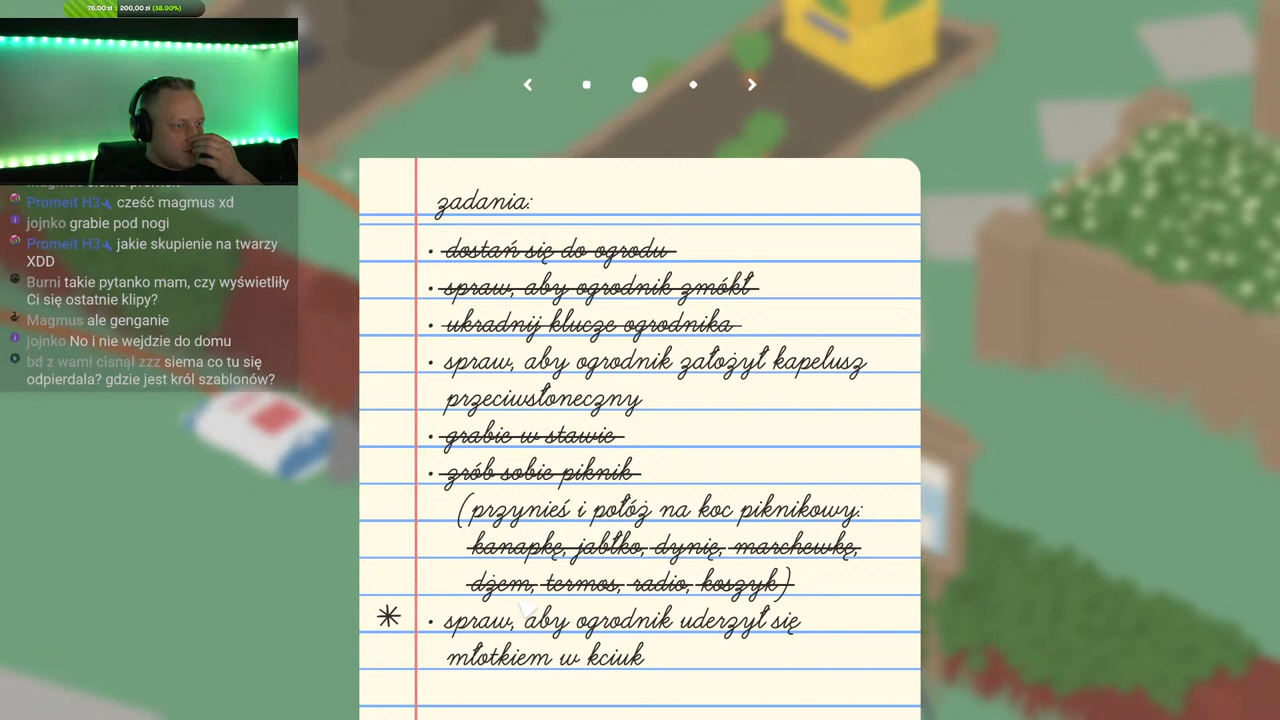 76,00 zł : 200,00 zł (38.00%)
Promeit H3 cześć magmus xd
jojnko grabie pod nogi
Promeit H3 jakie skupienie na twarzy
XDD
Burni takie pytanko mam, czy wyświetliły
Ci się ostatnie klipy?
Magmus ale genganie
jojnko No i nie wejdzie do domu
bd z wami cisnął zzz siema co tu się
odpierdala? gdzie jest król szablonów?
zadania:
• dostań się do ogrodu
• spraw, aby ogrodnik zmókł
• ukradnij klucze ogrodnika
• spraw, aby ogrodnik założył kapelusz
przeciwsłoneczny
• grabie w stawie
• zrób sobie piknik
(przynieś i połóż na koc piknikowy:
kanapkę, jabłko, dynię, marchewkę,
dżem, termos, radio, koszyk)
• spraw, aby ogrodnik uderzył się
młotkiem w kciuk